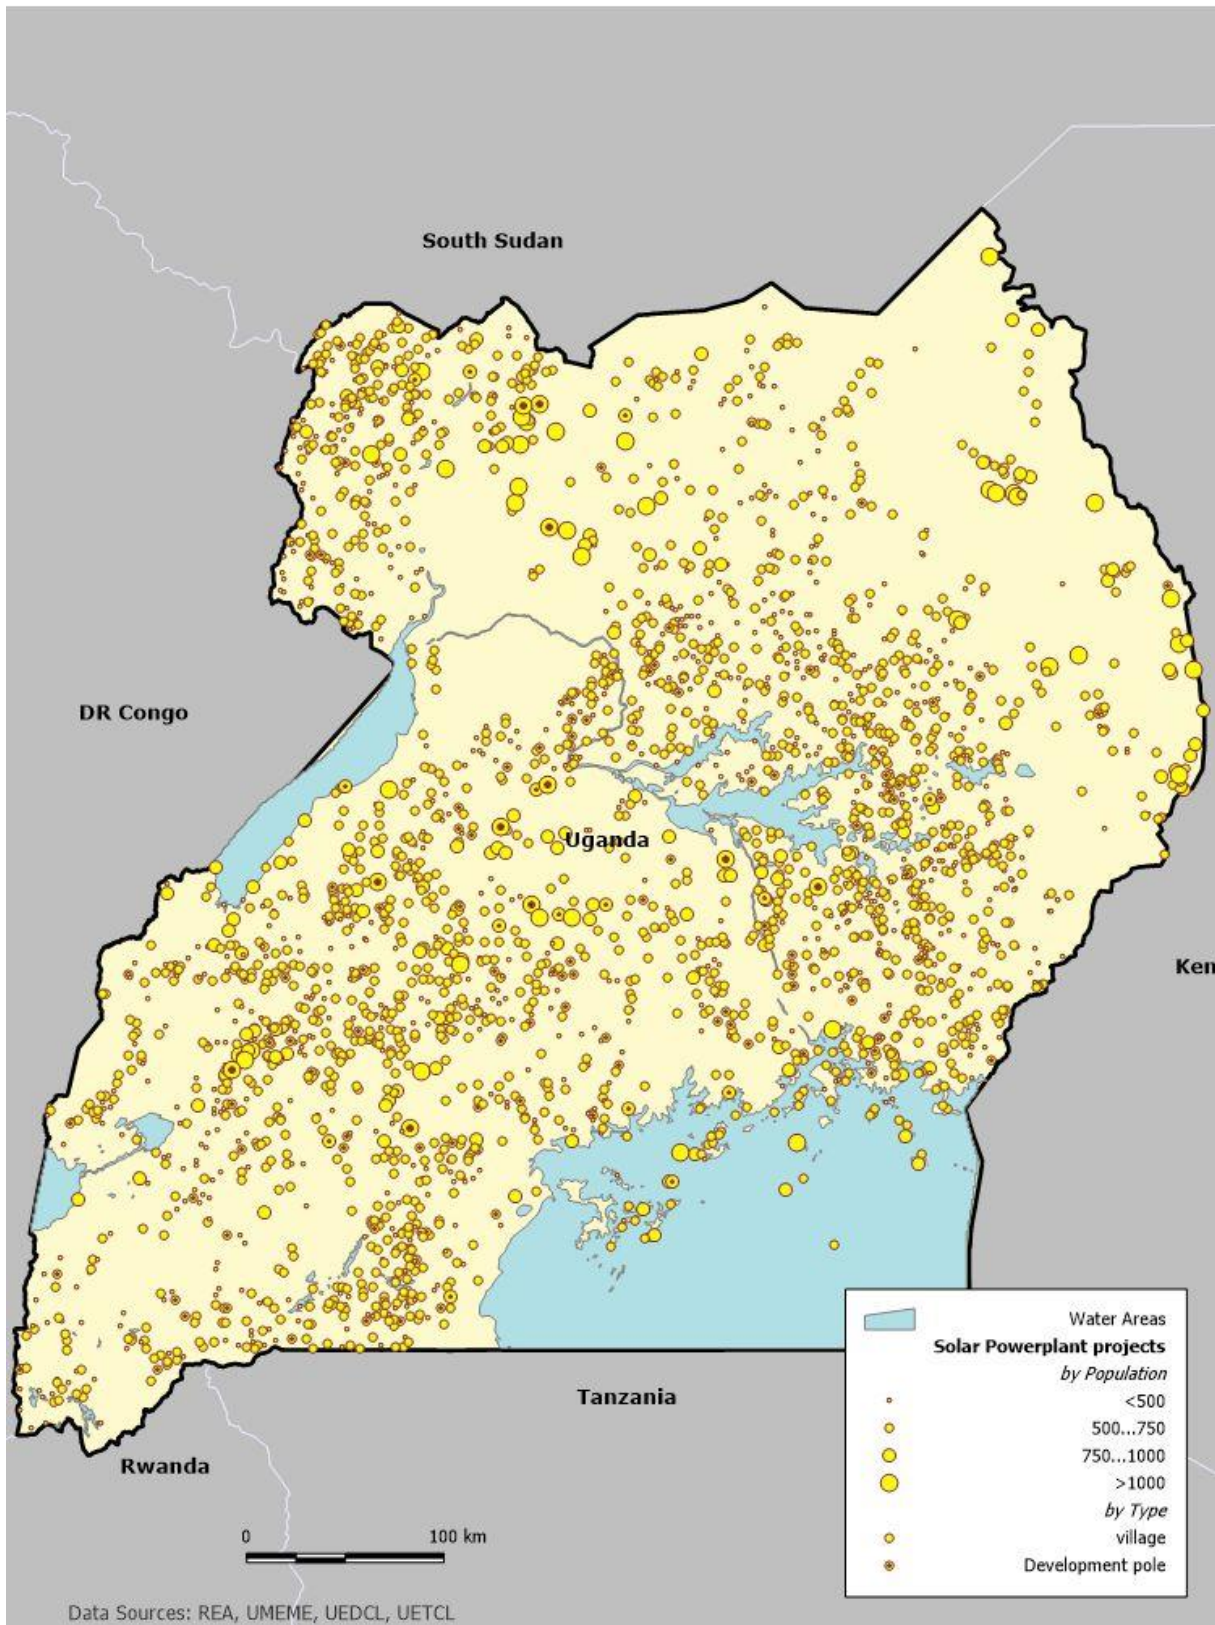 South Sudan
DR Congo
Uganda
Ken
Water Areas
Solar Powerplant projects
by Population
<500
500...750
750...1000
>1000
by Type
village
Development pole
Tanzania
Rwanda
0 100 km
Data Sources: REA, UMEME, UEDCL, UETCL